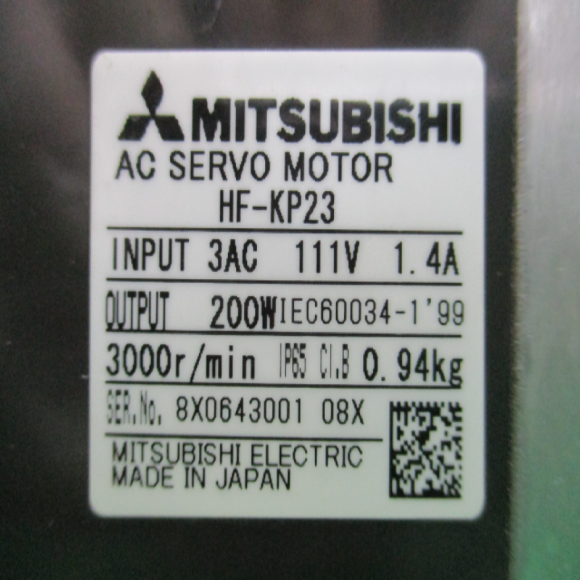 MITSUBISHI
AC SERVO MOTOR
HF-KP23
INPUT 3AC 111V 1.4A
OUTPUT 200W IEC60034-1'99
3000r/min IP65 Cl.B 0.94kg
SER.No. 8X0643001 08X
MITSUBISHI ELECTRIC
MADE IN JAPAN